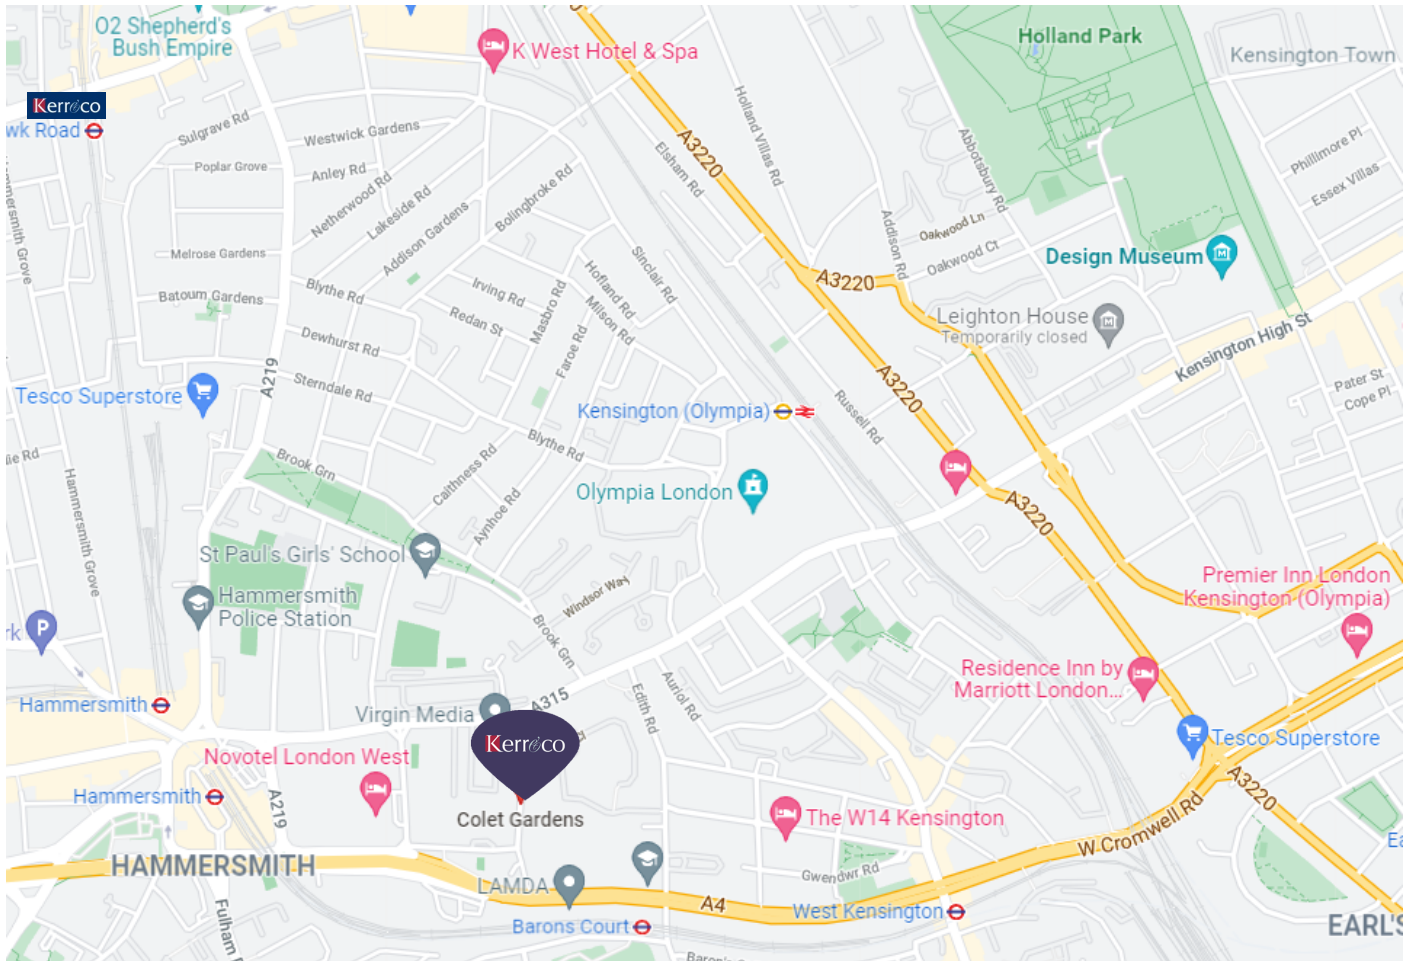 O2 Shepherd's
Bush Empire
K West Hotel & Spa
Holland Park
Kensington Town
Kerr&co
wk Road
Sulgrave Rd
Westwick Gardens
Poplar Grove
Anley Rd
Netherwood Rd
Lakeside Rd
Addison Gardens
Bolingbroke Rd
Melrose Gardens
Batoum Gardens
Blythe Rd
Irving Rd
Redan St
Masbro Rd
Faroe Rd
Hofland Rd
Milson Rd
Sinclair Rd
Elsham Rd
Holland Villas Rd
A3220
Addison Rd
Abbotsbury Rd
Oakwood Ln
Oakwood Ct
Phillimore Pl
Essex Villas
Design Museum
A3220
Leighton House
Temporarily closed
Kensington High St
Pater St
Cope Pl
mmersmith Grove
Dewhurst Rd
Sterndale Rd
A219
Tesco Superstore
Kensington (Olympia)
Russell Rd
A3220
Blythe Rd
Brook Grn
Caithness Rd
Aynhoe Rd
Olympia London
A3220
lie Rd
Hammersmith Grove
St Paul's Girls' School
Hammersmith
Police Station
Windsor Way
Brook Grn
Premier Inn London
Kensington (Olympia)
rk
P
Residence Inn by
Marriott London...
Hammersmith
Virgin Media
A315
Edith Rd
Auriol Rd
Kerr&co
Novotel London West
Tesco Superstore
Hammersmith
A219
Colet Gardens
The W14 Kensington
W Cromwell Rd
A3220
HAMMERSMITH
LAMDA
Gwendwr Rd
Ea
Fulham
A4
Barons Court
West Kensington
EARL'S
Baron's